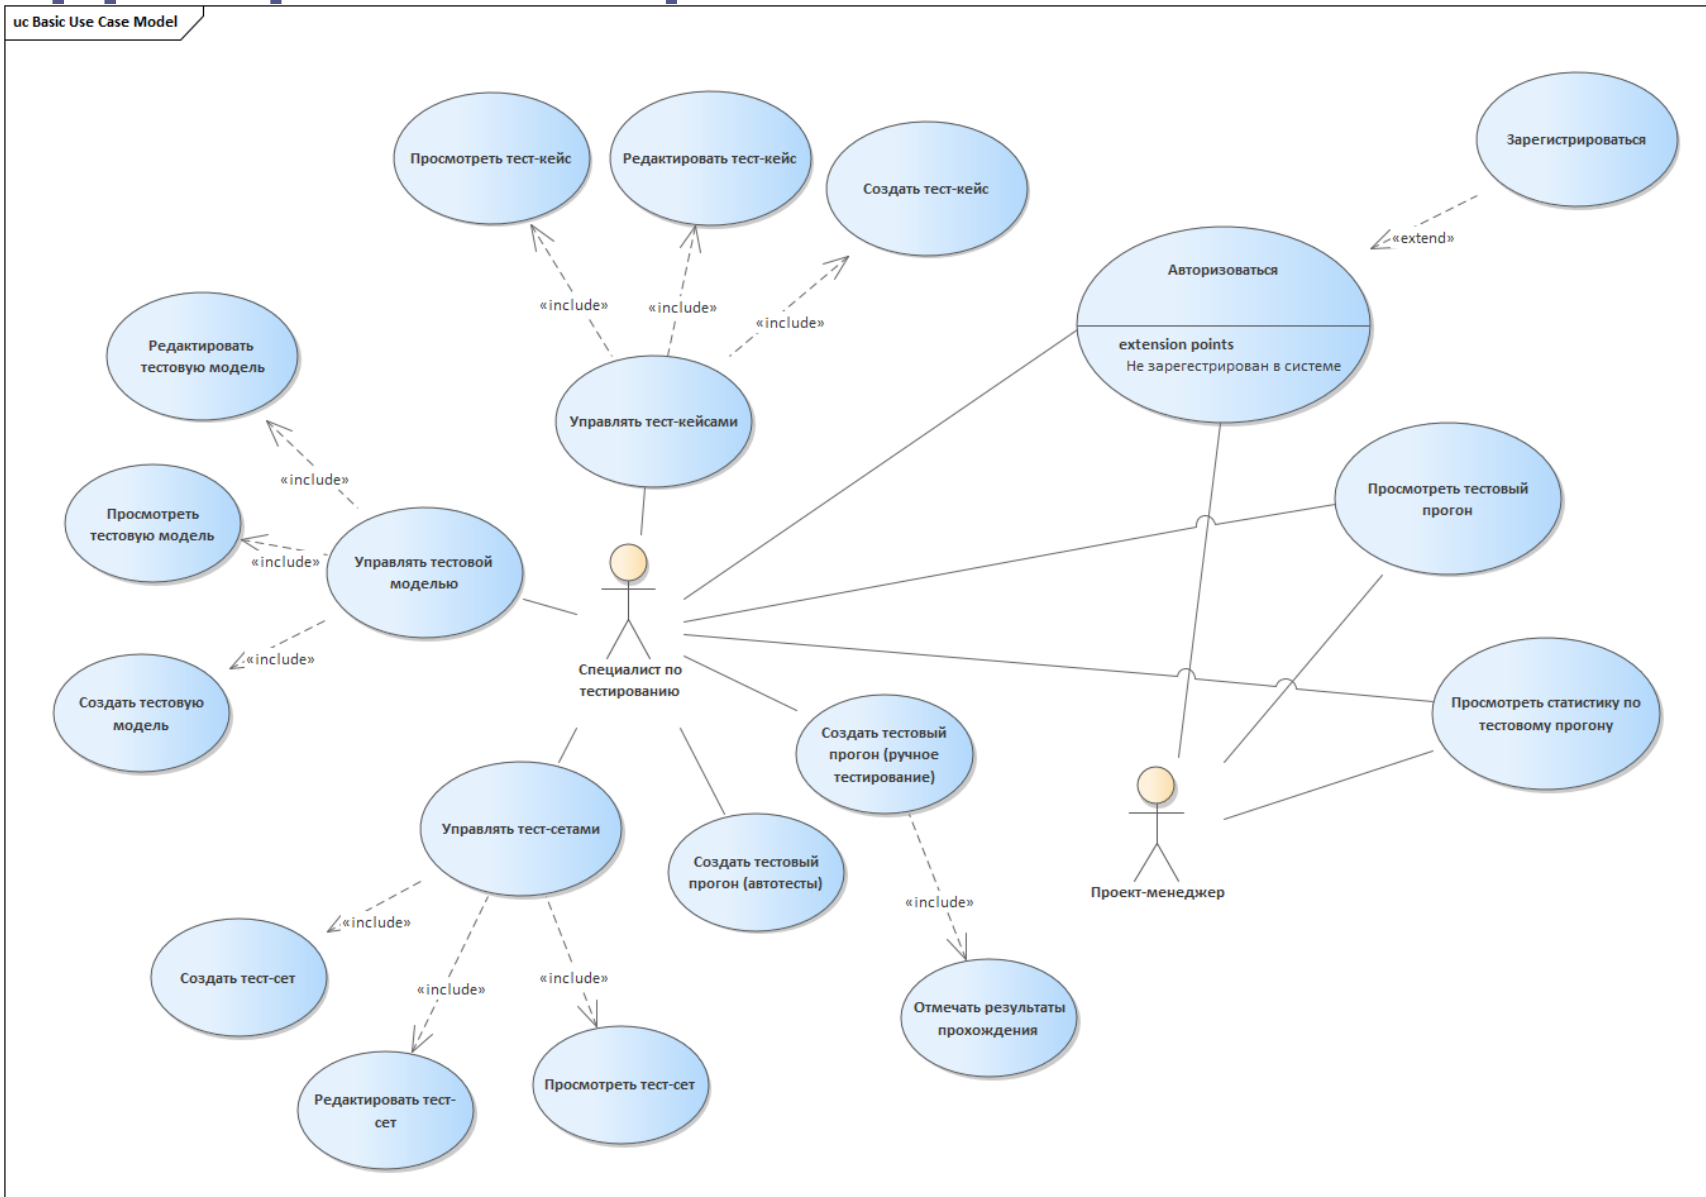 uc Basic Use Case Model
Просмотреть тест-кейс
Редактировать тест-кейс
Создать тест-кейс
Зарегистрироваться
«extend»
Авторизоваться
extension points
Не зарегестрирован в системе
«include»
«include»
«include»
Редактировать
тестовую модель
Управлять тест-кейсами
«include»
Просмотреть
тестовую модель
«include»
Управлять тестовой
моделью
Просмотреть тестовый
прогон
«include»
Создать тестовую
модель
Специалист по
тестированию
Просмотреть статистику по
тестовому прогону
Создать тестовый
прогон (ручное
тестирование)
Управлять тест-сетами
Создать тестовый
прогон (автотесты)
Проект-менеджер
«include»
«include»
«include»
«include»
Создать тест-сет
Отмечать результаты
прохождения
Редактировать тест-
сет
Просмотреть тест-сет